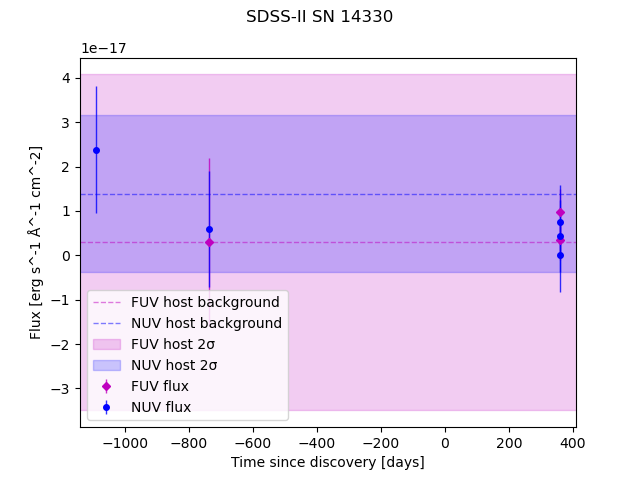 SDSS-II SN 14330
1e−17
4
3
2
1
0
−1
−2
−3
Flux [erg s^-1 Å^-1 cm^-2]
FUV host background
NUV host background
FUV host 2σ
NUV host 2σ
FUV flux
NUV flux
−1000 −800 −600 −400 −200 0 200 400
Time since discovery [days]